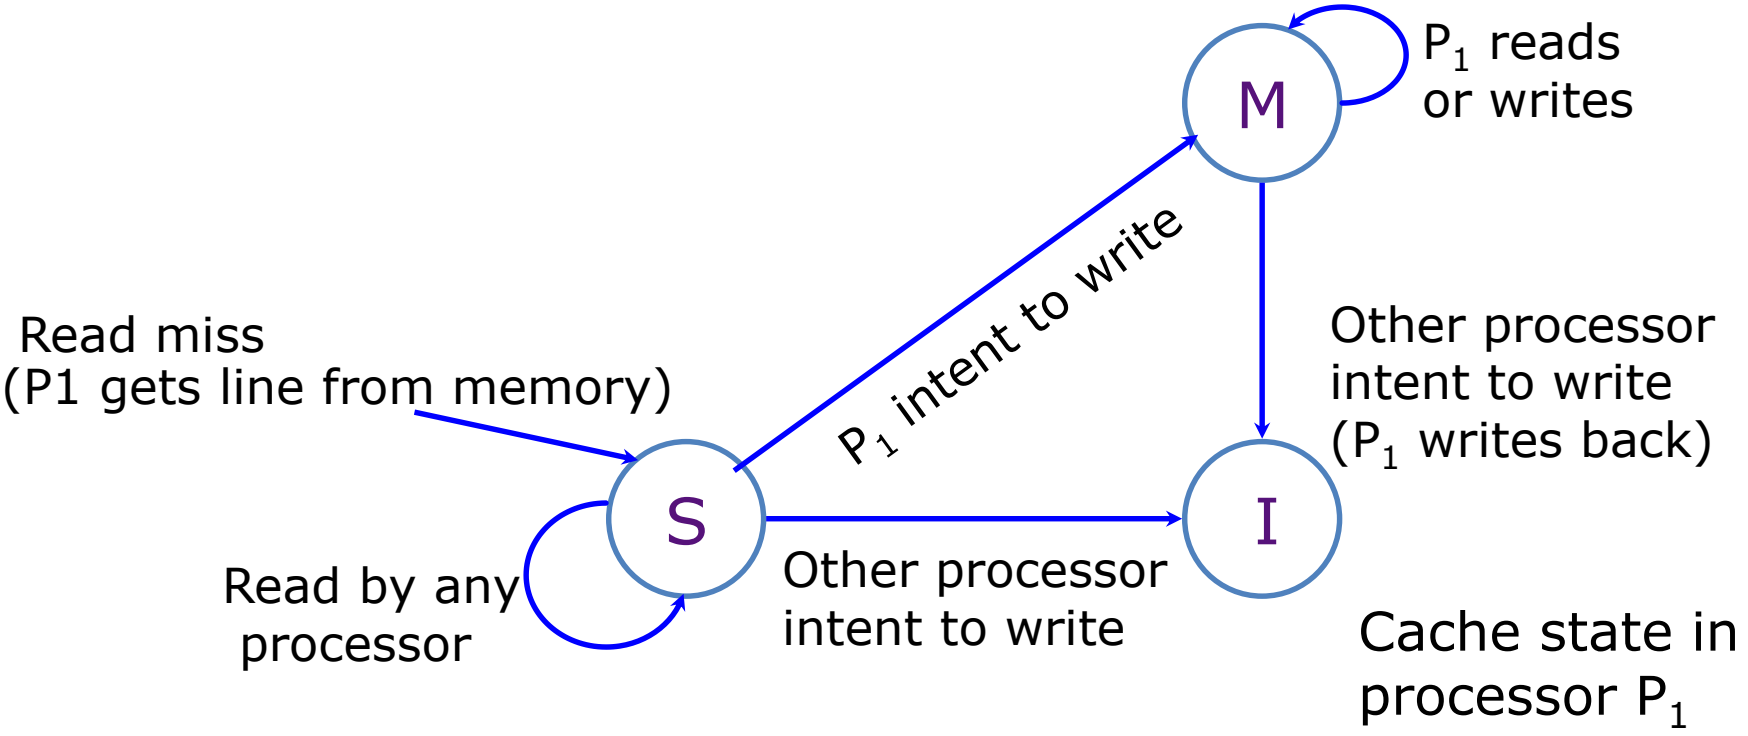 P1 reads
or writes
M
P1 intent to write
Read miss
(P1 gets line from memory)
Other processor
intent to write
(P1 writes back)
S
I
Read by any
processor
Other processor
intent to write
Cache state in
processor P1